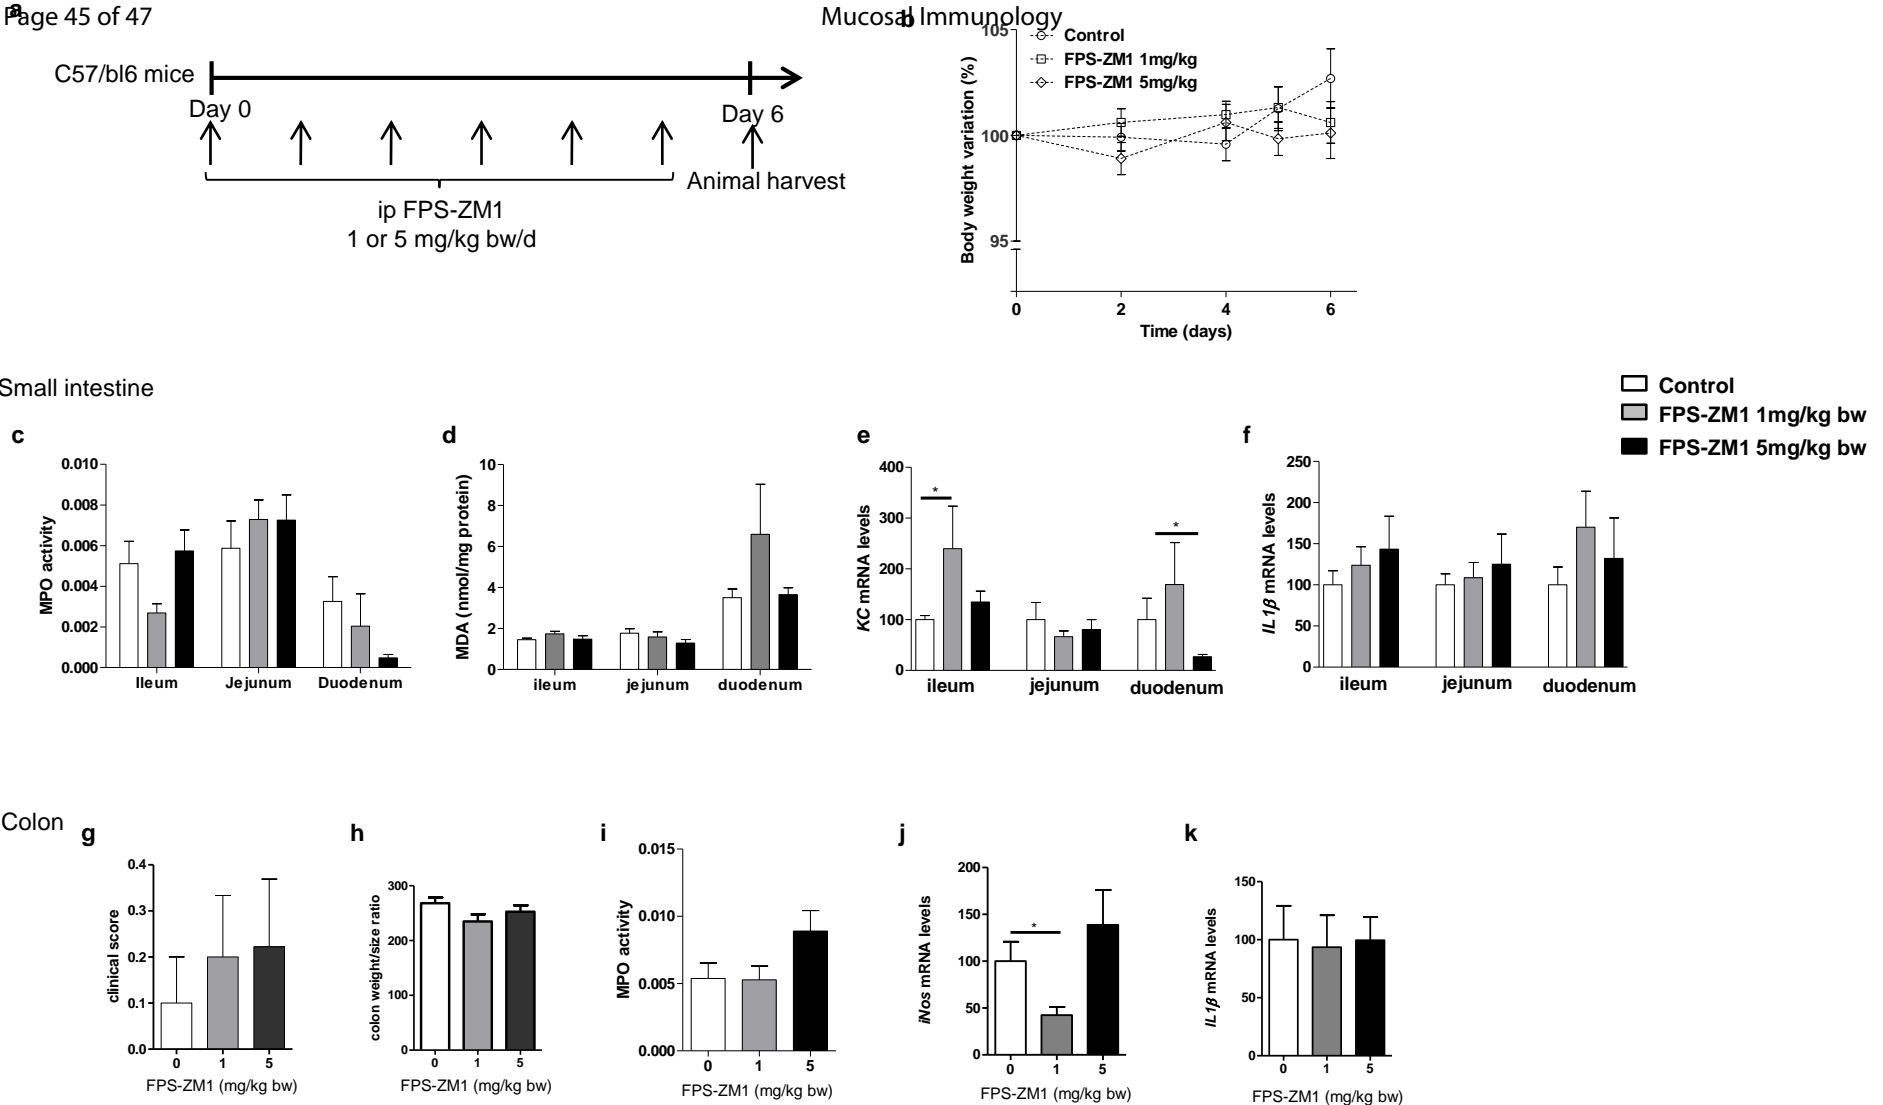 Page 45 of 47
Mucosal Immunology
a
C57/bl6 mice
Day 0
Day 6
Animal harvest
ip FPS-ZM1
1 or 5 mg/kg bw/d
b
Control
FPS-ZM1 1mg/kg
FPS-ZM1 5mg/kg
105
100
95
Body weight variation (%)
0 2 4 6
Time (days)
Small intestine
Control
FPS-ZM1 1mg/kg bw
FPS-ZM1 5mg/kg bw
c
0.010
0.008
0.006
0.004
0.002
0.000
MPO activity
Ileum Jejunum Duodenum
d
10
8
6
4
2
0
MDA (nmol/mg protein)
ileum jejunum duodenum
e
400
300
200
100
0
KC mRNA levels
* *
ileum jejunum duodenum
f
250
200
150
100
50
0
IL1β mRNA levels
ileum jejunum duodenum
Colon
g
0.4
0.3
0.2
0.1
0.0
clinical score
0 1 5
FPS-ZM1 (mg/kg bw)
h
300
200
100
0
colon weight/size ratio
0 1 5
FPS-ZM1 (mg/kg bw)
i
0.015
0.010
0.005
0.000
MPO activity
0 1 5
FPS-ZM1 (mg/kg bw)
j
200
150
100
50
0
iNos mRNA levels
*
0 1 5
FPS-ZM1 (mg/kg bw)
k
150
100
50
0
IL1β mRNA levels
0 1 5
FPS-ZM1 (mg/kg bw)